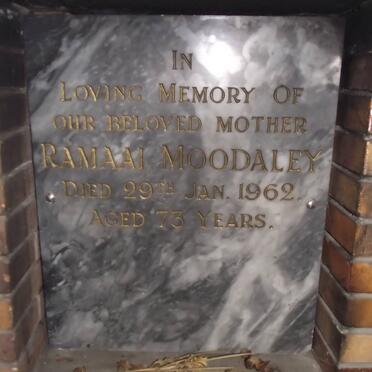 IN
LOVING MEMORY OF
OUR BELOVED MOTHER
RAMAAI MOODALEY
DIED 29TH JAN. 1962.
AGED 73 YEARS.